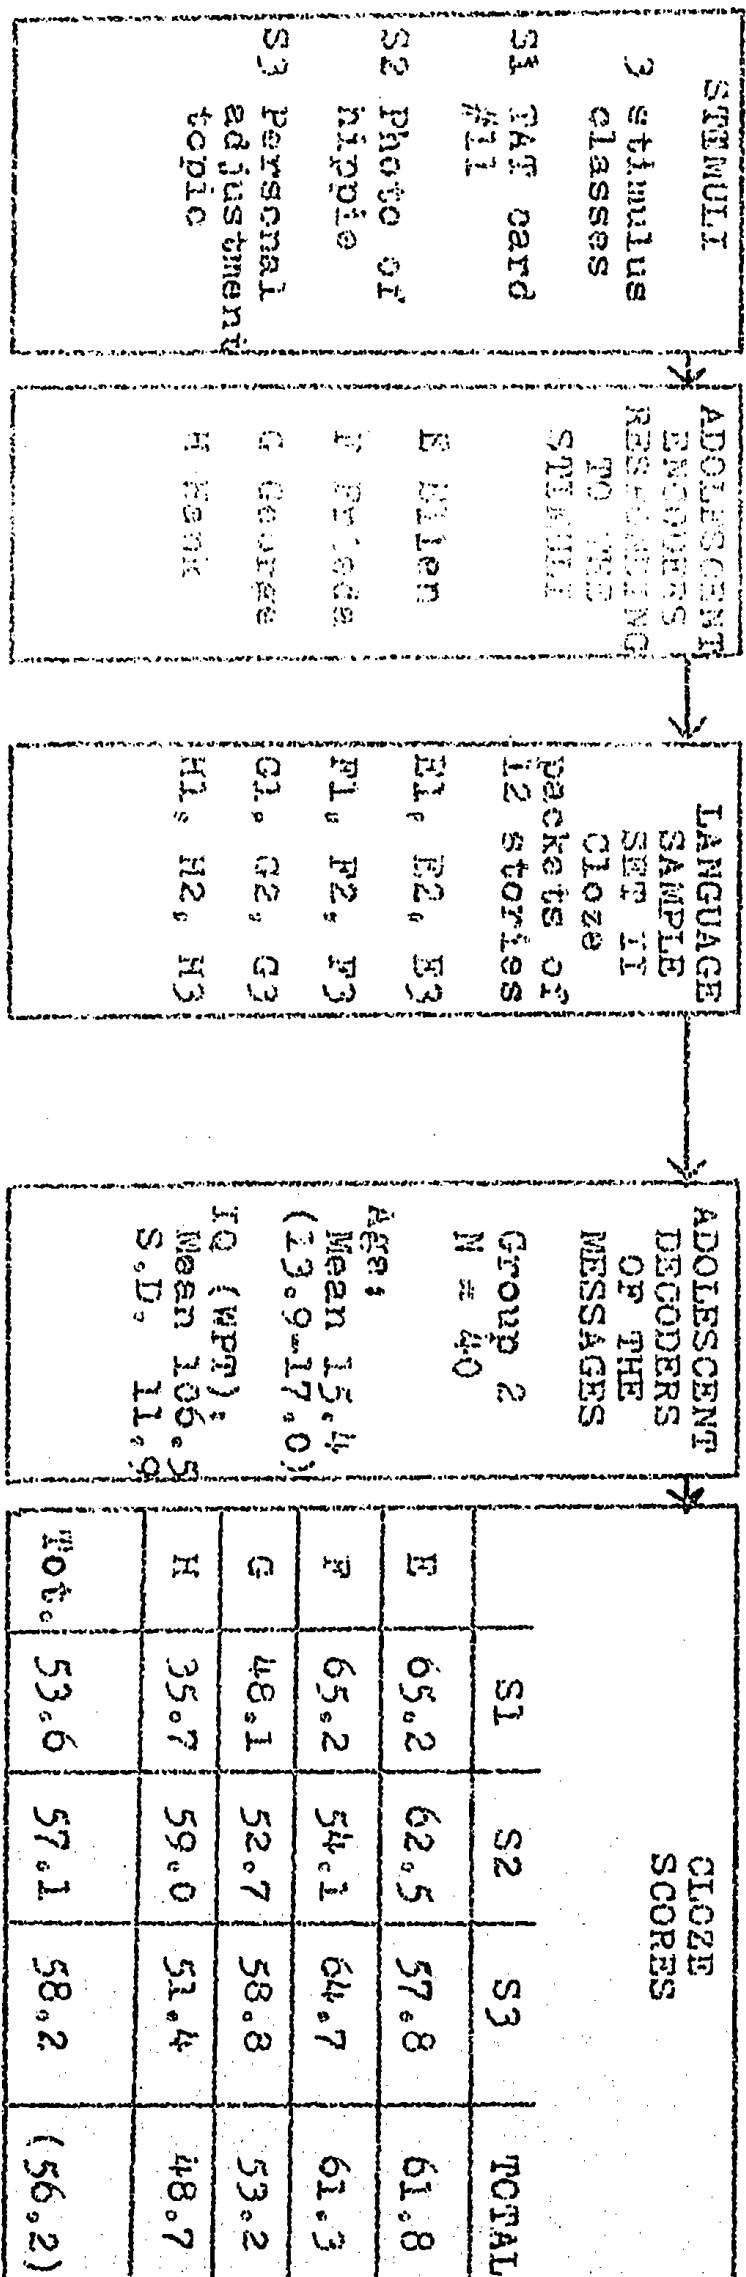 STIMULI
3 stimulus
classes
S1 TAT card
#11
S2 Photo of
hippie
S3 Personal
adjustment
topic
ADOLESCENT
ENCODERS
RESPONDING
TO THE
STIMULI
E Ellen
F Frieda
G George
H Hank
LANGUAGE
SAMPLE
SET II
Cloze
packets of
12 stories
E1, E2, E3
F1, F2, F3
G1, G2, G3
H1, H2, H3
ADOLESCENT
DECODERS
OF THE
MESSAGES
Group 2
N = 40
Age:
Mean 15.4
(13.9-17.0)
IQ (WPT):
Mean 106.5
S.D. 11.9
CLOZE
SCORES
S1 S2 S3 TOTAL
E 65.2 62.5 57.8 61.8
F 65.2 54.1 64.7 61.3
G 48.1 52.7 58.8 53.2
H 35.7 59.0 51.4 48.7
Tot. 53.6 57.1 58.2 (56.2)